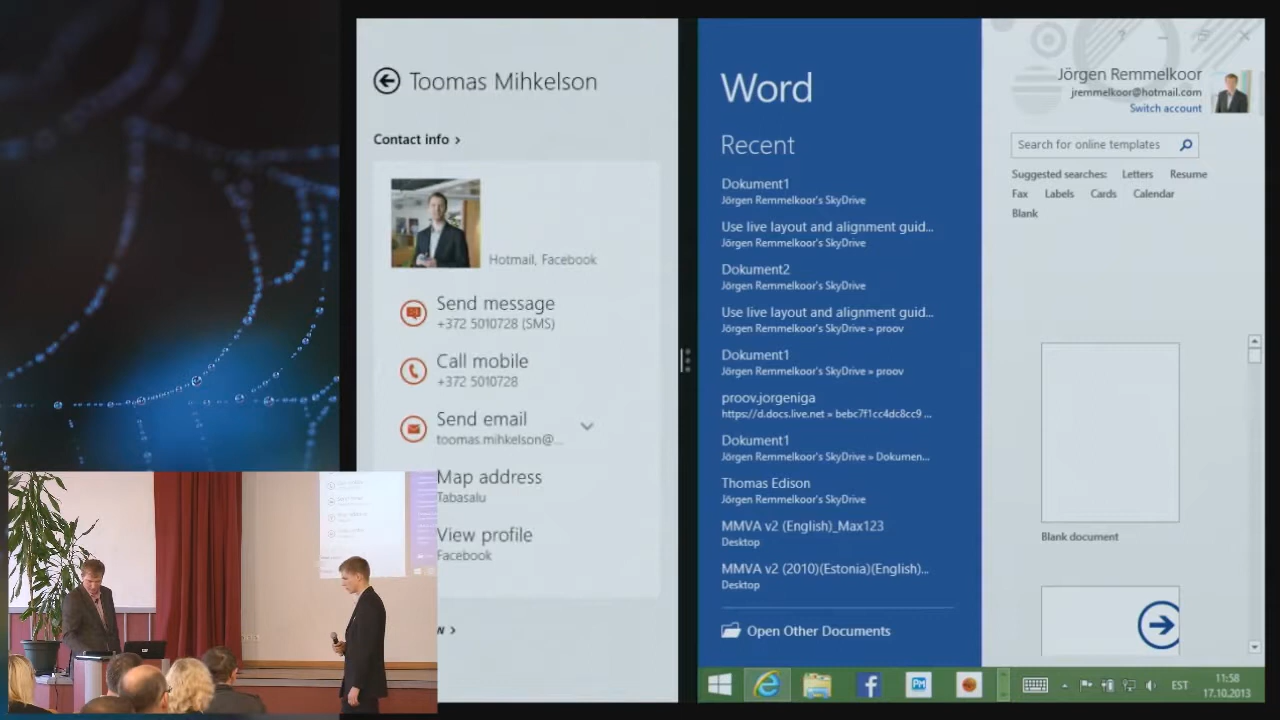 Toomas Mihkelson
Contact info >
Hotmail, Facebook
Send message
+372 5010728 (SMS)
Call mobile
+372 5010728
Send email
toomas.mihkelson@...
Map address
Tabasalu
View profile
Facebook
w >
Word
Recent
Dokument1
Jörgen Remmelkoor's SkyDrive
Use live layout and alignment guid...
Jörgen Remmelkoor's SkyDrive
Dokument2
Jörgen Remmelkoor's SkyDrive
Use live layout and alignment guid...
Jörgen Remmelkoor's SkyDrive » proov
Dokument1
Jörgen Remmelkoor's SkyDrive » proov
proov.jorgeniga
https://d.docs.live.net » bebc7f1cc4dc8cc9 ...
Dokument1
Jörgen Remmelkoor's SkyDrive » Dokumen...
Thomas Edison
Jörgen Remmelkoor's SkyDrive
MMVA v2 (English)_Max123
Desktop
MMVA v2 (2010)(Estonia)(English)...
Desktop
Open Other Documents
Jörgen Remmelkoor
jremmelkoor@hotmail.com
Switch account
Search for online templates
Suggested searches: Letters Resume
Fax Labels Cards Calendar
Blank
Blank document
EST
11:58
17.10.2013